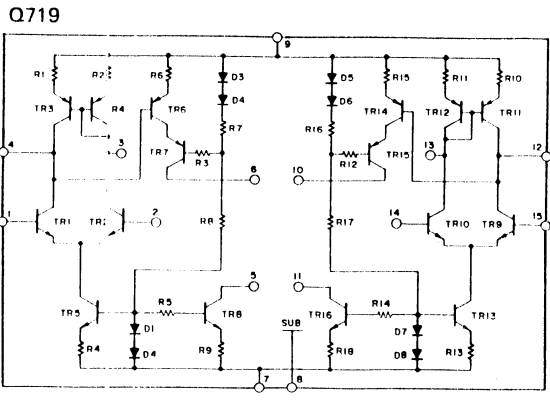 Q719
9
R1 R2 R6 D3 D5 R15 R11 R10
TR3 R4 TR6 D4 D6 TR14 TR12 TR11
4 3 TR7 R3 R7 R16 R12 TR15 13 12
6 10
1 TR1 TR2 2 R8 R17 14 TR10 TR9 15
5 11
TR5 R5 TR8 SUB TR16 R14 TR13
D1 D7
R4 D4 R9 R18 D8 R13
7 8